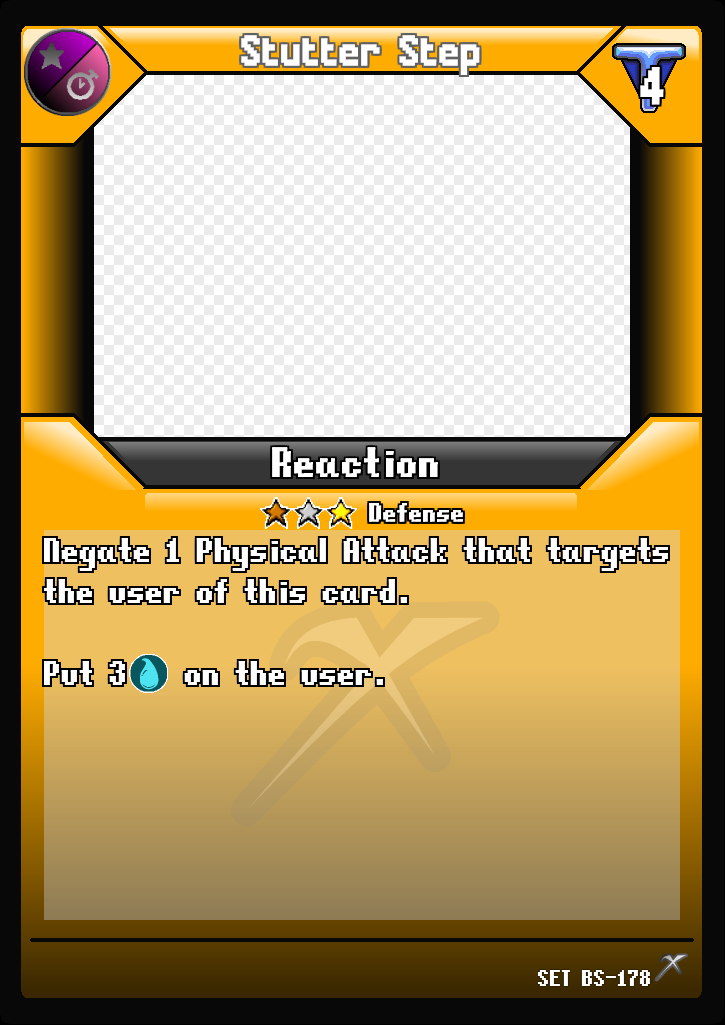 Stutter Step
4
Reaction
Defense
Negate 1 Physical Attack that targets
the user of this card.
Put 3 on the user.
SET BS-178